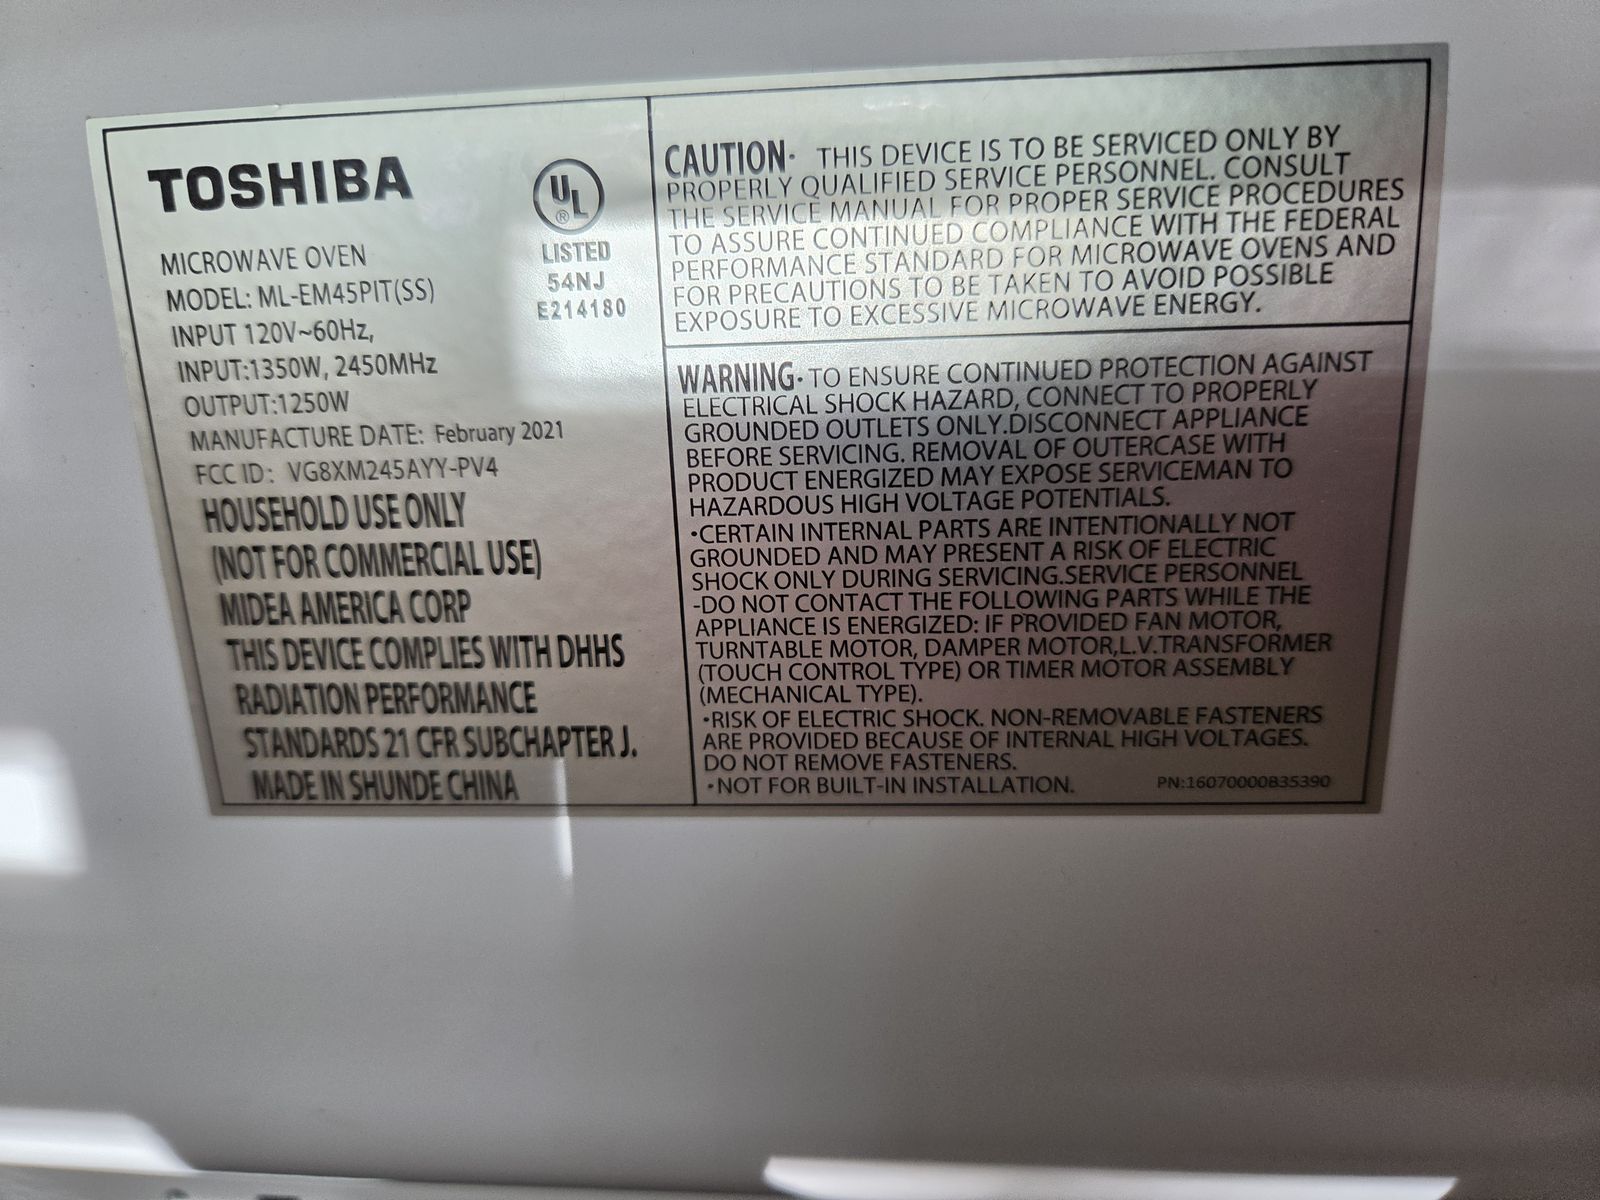 TOSHIBA
UL
®
LISTED
54NJ
E214180
MICROWAVE OVEN
MODEL: ML-EM45PIT(SS)
INPUT 120V~60Hz,
INPUT:1350W, 2450MHz
OUTPUT:1250W
MANUFACTURE DATE: February 2021
FCC ID: VG8XM245AYY-PV4
HOUSEHOLD USE ONLY
(NOT FOR COMMERCIAL USE)
MIDEA AMERICA CORP
THIS DEVICE COMPLIES WITH DHHS
RADIATION PERFORMANCE
STANDARDS 21 CFR SUBCHAPTER J.
MADE IN SHUNDE CHINA
CAUTION· THIS DEVICE IS TO BE SERVICED ONLY BY
PROPERLY QUALIFIED SERVICE PERSONNEL. CONSULT
THE SERVICE MANUAL FOR PROPER SERVICE PROCEDURES
TO ASSURE CONTINUED COMPLIANCE WITH THE FEDERAL
PERFORMANCE STANDARD FOR MICROWAVE OVENS AND
FOR PRECAUTIONS TO BE TAKEN TO AVOID POSSIBLE
EXPOSURE TO EXCESSIVE MICROWAVE ENERGY.
WARNING· TO ENSURE CONTINUED PROTECTION AGAINST
ELECTRICAL SHOCK HAZARD, CONNECT TO PROPERLY
GROUNDED OUTLETS ONLY.DISCONNECT APPLIANCE
BEFORE SERVICING. REMOVAL OF OUTERCASE WITH
PRODUCT ENERGIZED MAY EXPOSE SERVICEMAN TO
HAZARDOUS HIGH VOLTAGE POTENTIALS.
•CERTAIN INTERNAL PARTS ARE INTENTIONALLY NOT
GROUNDED AND MAY PRESENT A RISK OF ELECTRIC
SHOCK ONLY DURING SERVICING.SERVICE PERSONNEL
-DO NOT CONTACT THE FOLLOWING PARTS WHILE THE
APPLIANCE IS ENERGIZED: IF PROVIDED FAN MOTOR,
TURNTABLE MOTOR, DAMPER MOTOR,L.V.TRANSFORMER
(TOUCH CONTROL TYPE) OR TIMER MOTOR ASSEMBLY
(MECHANICAL TYPE).
•RISK OF ELECTRIC SHOCK. NON-REMOVABLE FASTENERS
ARE PROVIDED BECAUSE OF INTERNAL HIGH VOLTAGES.
DO NOT REMOVE FASTENERS.
•NOT FOR BUILT-IN INSTALLATION.
PN:16070000B35390